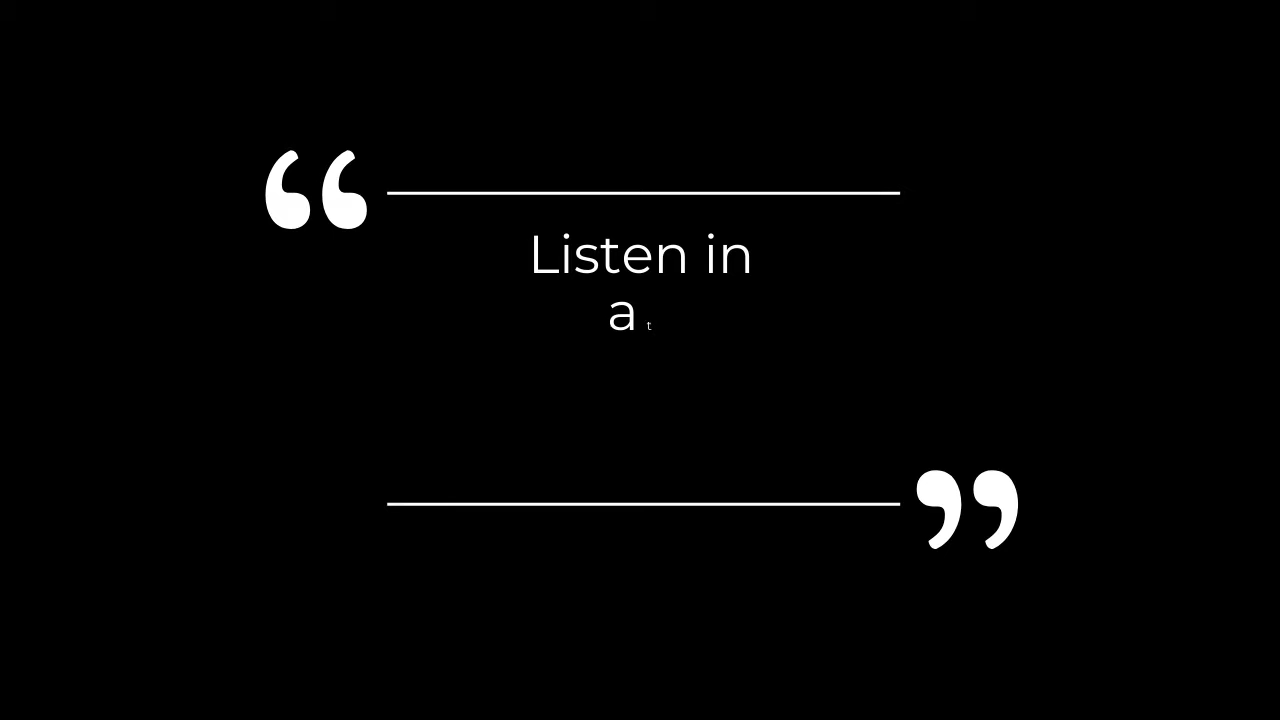 “
Listen in
a t
”